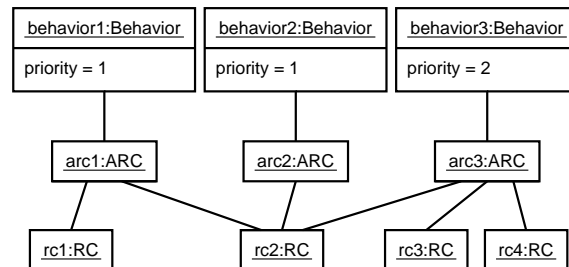 behavior1:Behavior
behavior2:Behavior
behavior3:Behavior
priority = 1
priority = 1
priority = 2
arc1:ARC
arc2:ARC
arc3:ARC
rc1:RC
rc2:RC
rc3:RC
rc4:RC